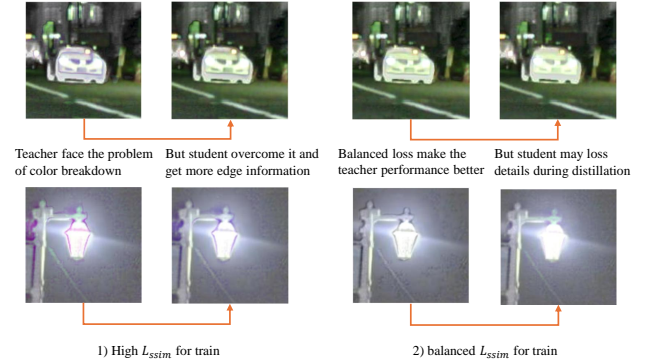 Teacher face the problem
of color breakdown
But student overcome it and
get more edge information
Balanced loss make the
teacher performance better
But student may loss
details during distillation
1) High L_ssim for train
2) balanced L_ssim for train